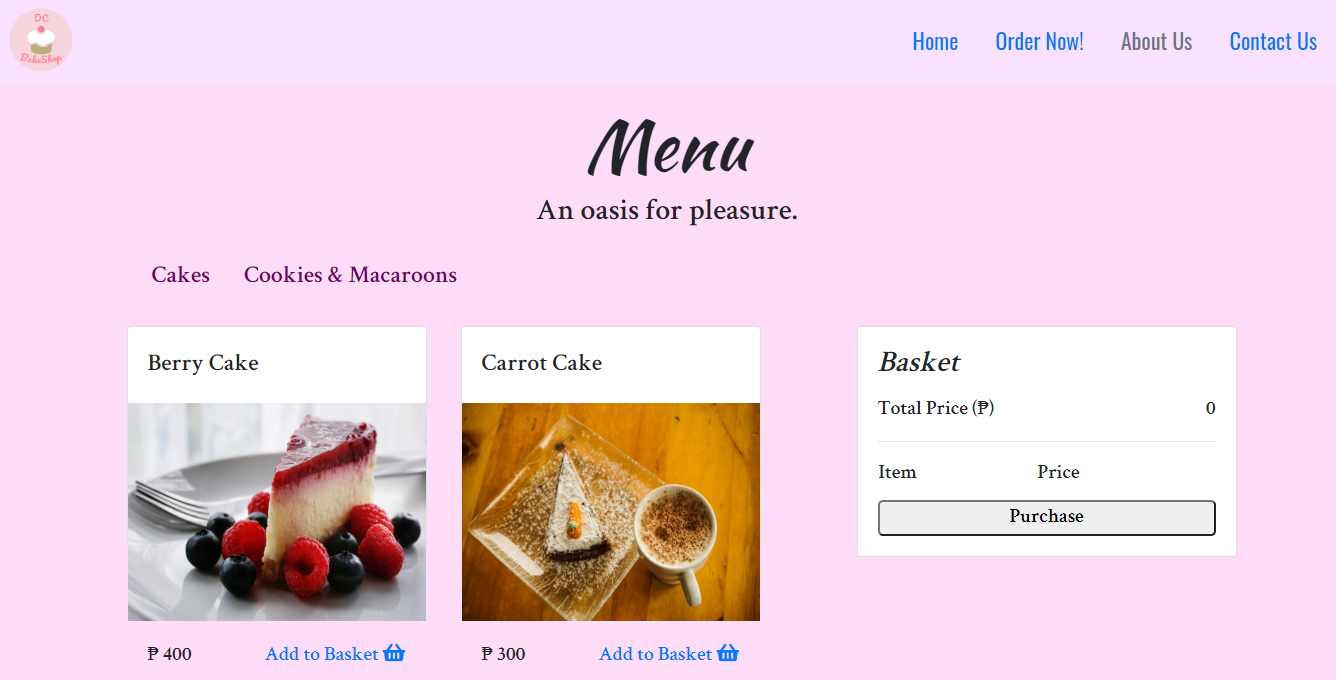 DC
BakeShop
Home Order Now! About Us Contact Us
Menu
An oasis for pleasure.
Cakes Cookies & Macaroons
Berry Cake
₱ 400 Add to Basket
Carrot Cake
₱ 300 Add to Basket
Basket
Total Price (₱) 0
Item Price
Purchase